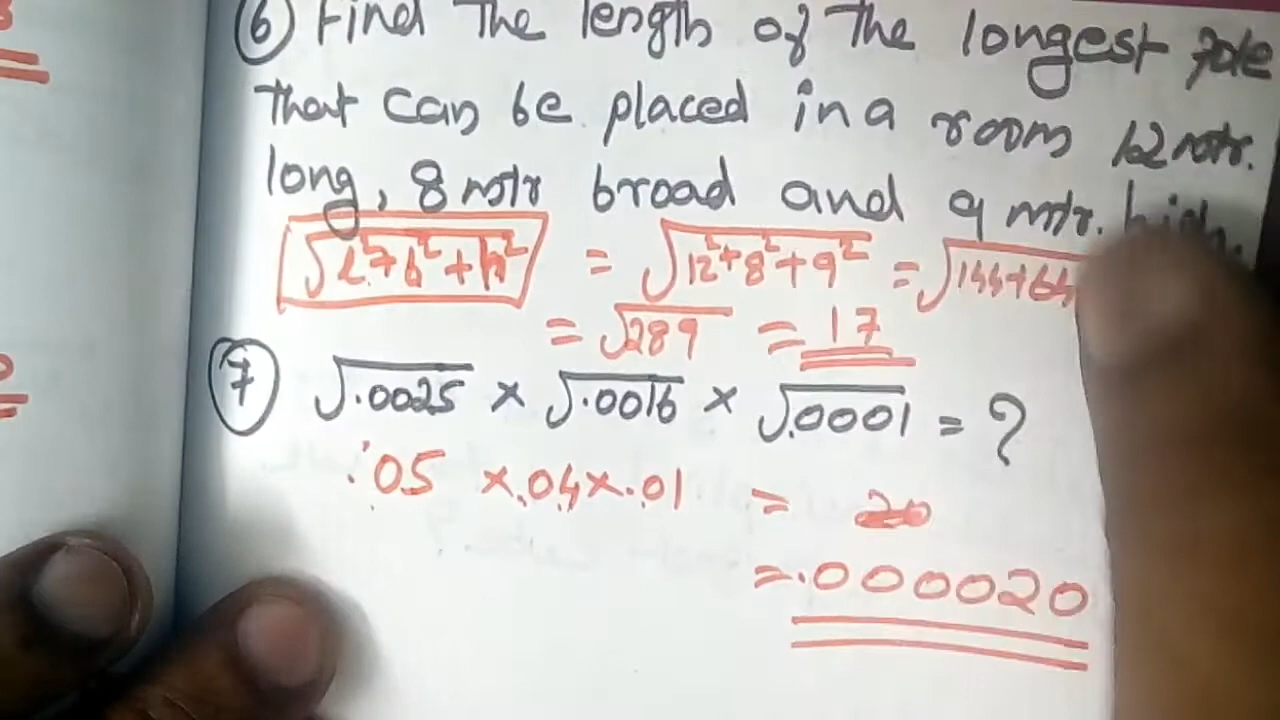 ⑥ Find The length of The longest pole
That can be placed in a room 12 mtr.
long, 8 mtr broad and 9 mtr. high.
√l²+b²+h² = √12²+8²+9² = √144+64
= √289 = 17
⑦ √.0025 × √.0016 × √.0001 = ?
.05 ×.04×.01 = 20
=.000020